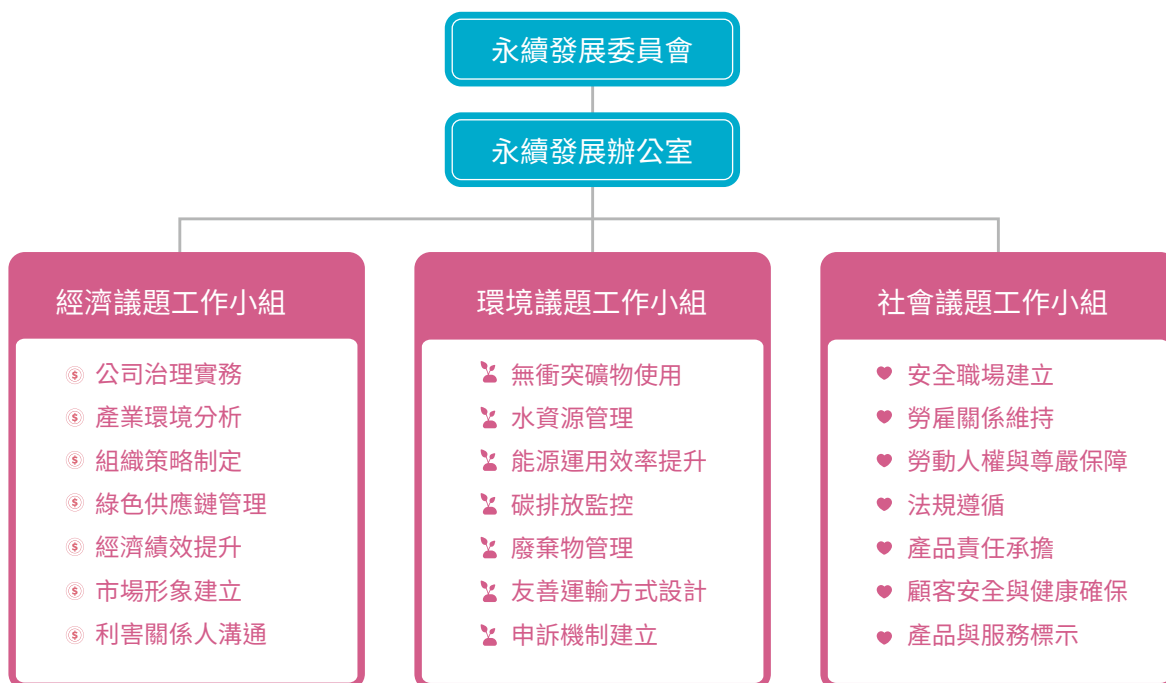 永續發展委員會
永續發展辦公室
經濟議題工作小組
公司治理實務
產業環境分析
組織策略制定
綠色供應鏈管理
經濟績效提升
市場形象建立
利害關係人溝通
環境議題工作小組
無衝突礦物使用
水資源管理
能源運用效率提升
碳排放監控
廢棄物管理
友善運輸方式設計
申訴機制建立
社會議題工作小組
安全職場建立
勞雇關係維持
勞動人權與尊嚴保障
法規遵循
產品責任承擔
顧客安全與健康確保
產品與服務標示